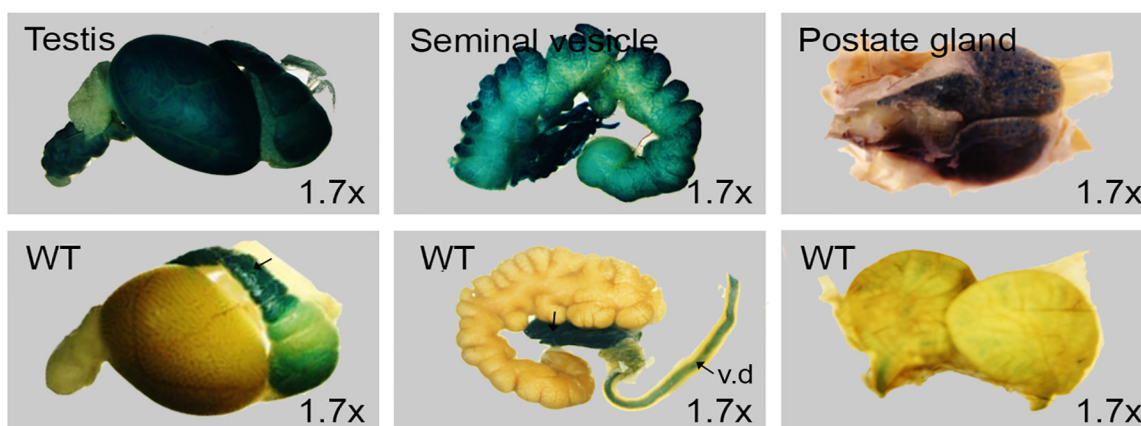 Testis
1.7x
Seminal vesicle
1.7x
Postate gland
1.7x
WT
1.7x
WT
v.d
1.7x
WT
1.7x